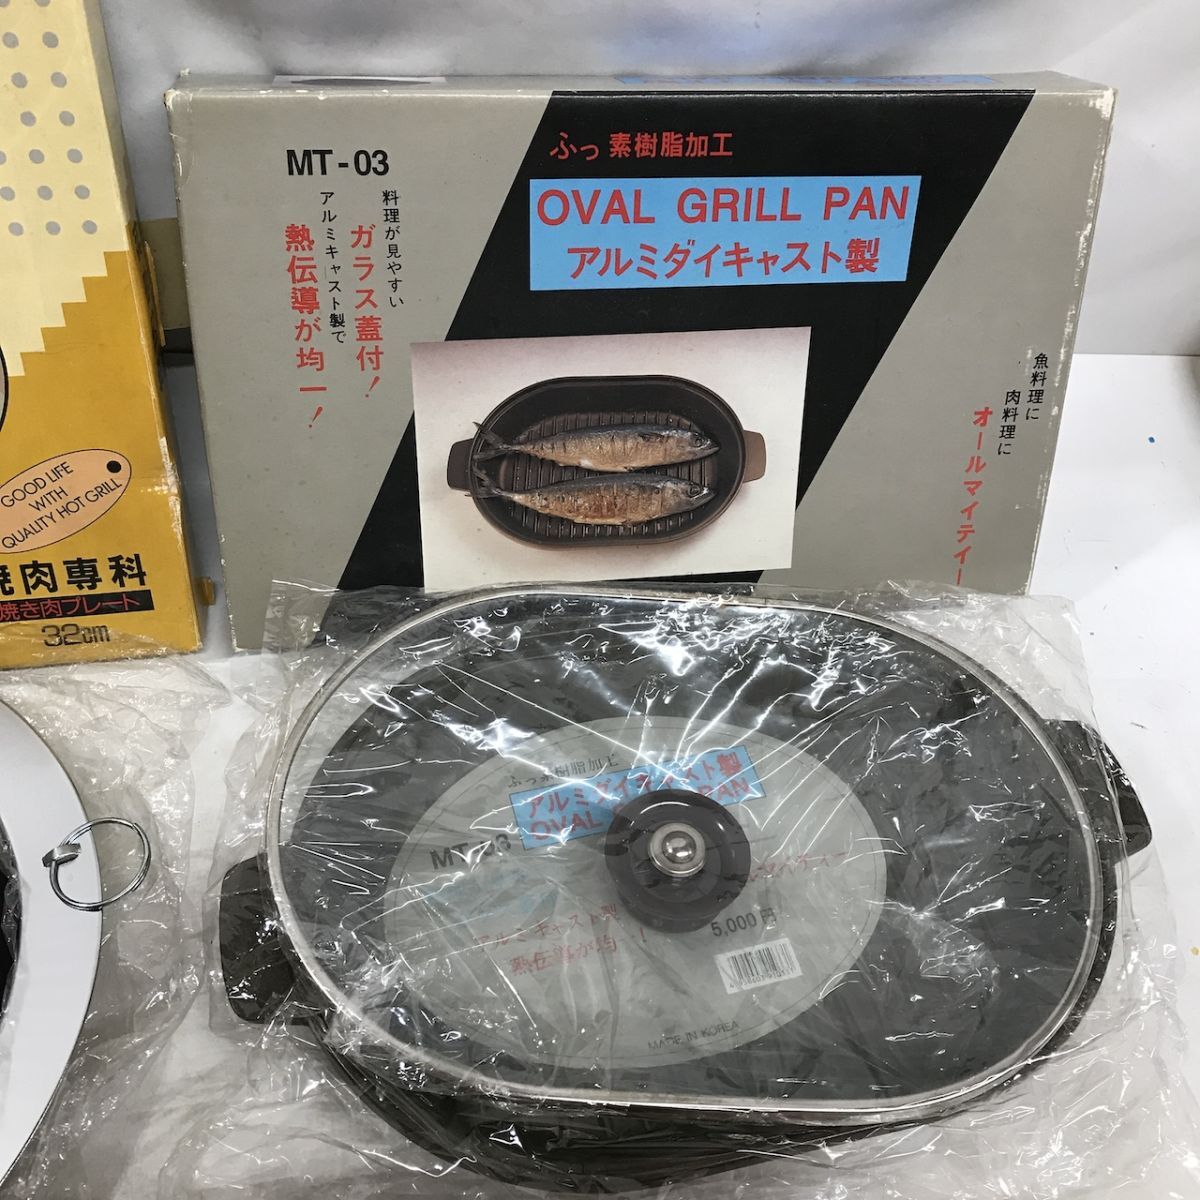 MT-03
ふっ素樹脂加工
OVAL GRILL PAN
アルミダイキャスト製
料理が見やすい
ガラス蓋付!
アルミキャスト製で
熱伝導が均一!
魚料理に
肉料理に
オールマイティー
GOOD LIFE
WITH
QUALITY HOT GRILL
焼肉専科
焼き肉プレート
32cm
ふっ素樹脂加工
アルミダイキャスト製
OVAL PAN
MT-03
アルミキャスト製
熱伝導が均一!
5,000円
MADE IN KOREA